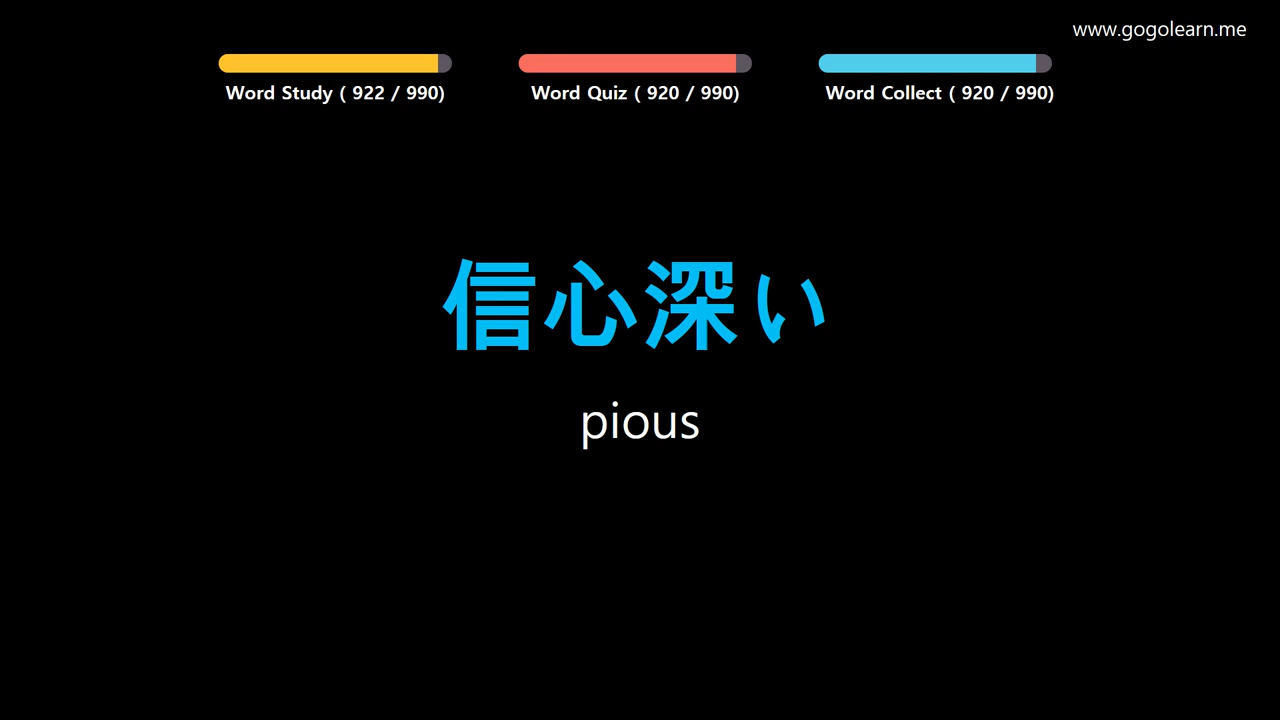 www.gogolearn.me
Word Study ( 922 / 990)
Word Quiz ( 920 / 990)
Word Collect ( 920 / 990)
信心深い
pious